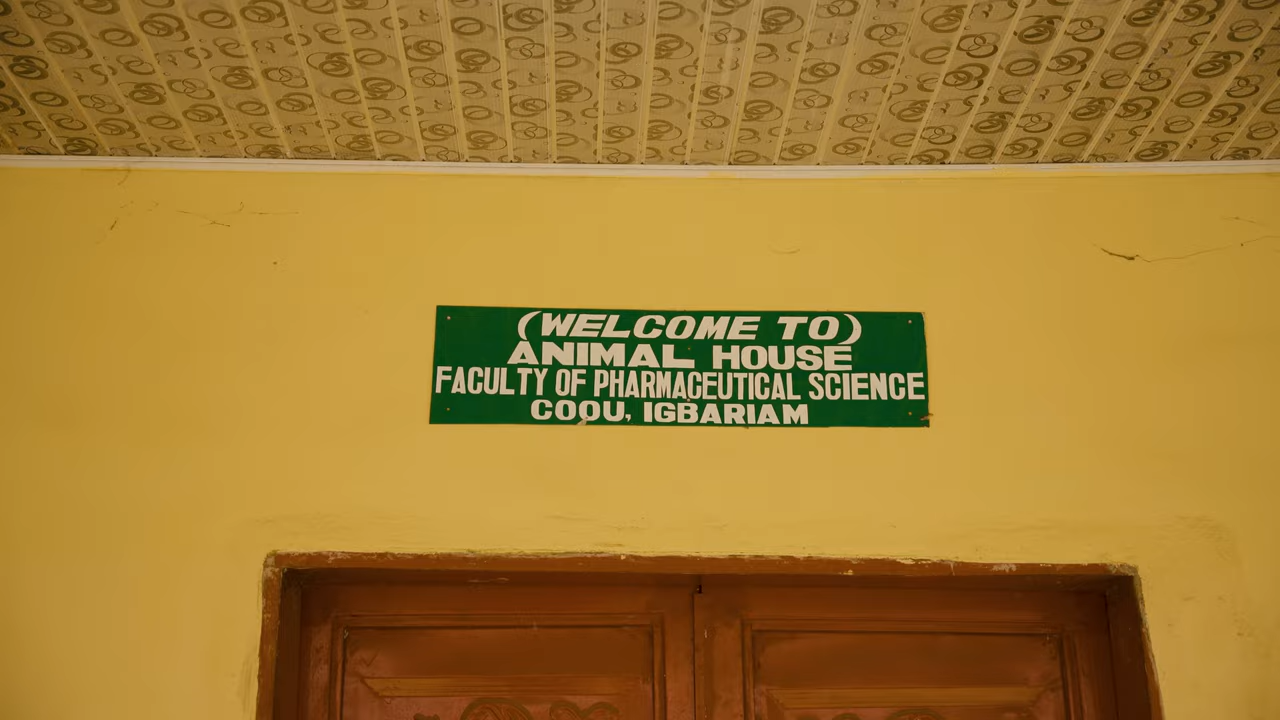 (WELCOME TO)
ANIMAL HOUSE
FACULTY OF PHARMACEUTICAL SCIENCE
COOU, IGBARIAM